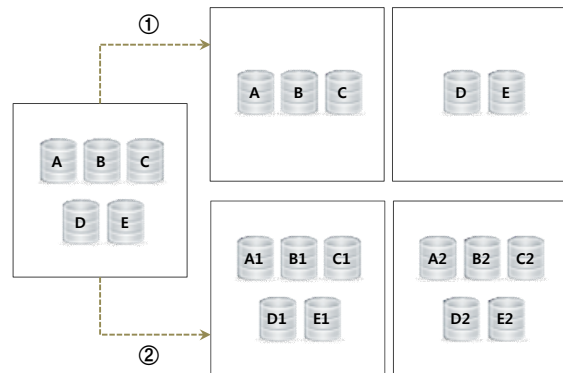 ①
A B C D E
A B C
D E
A1 B1 C1
D1 E1
A2 B2 C2
D2 E2
②